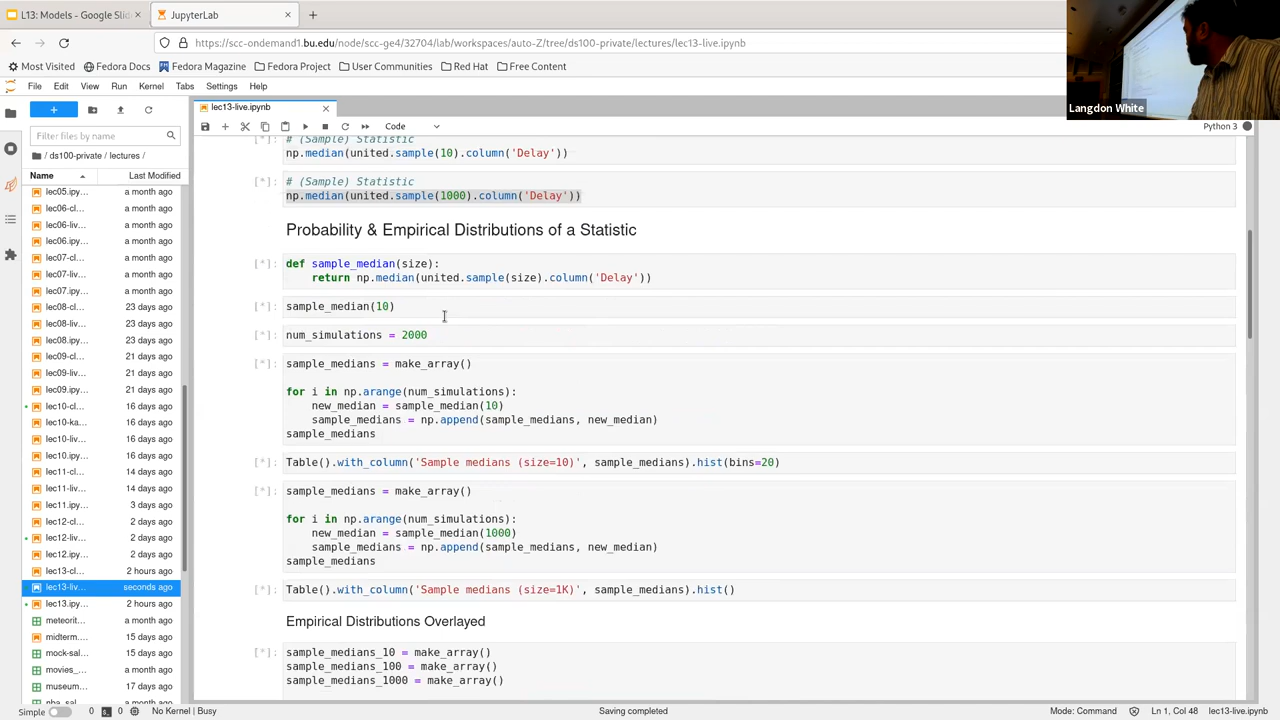 L13: Models - Google Slid
JupyterLab
https://scc-ondemand1.bu.edu/node/scc-ge4/32704/lab/workspaces/auto-Z/tree/ds100-private/lectures/lec13-live.ipynb
Most Visited
Fedora Docs
Fedora Magazine
Fedora Project
User Communities
Red Hat
Free Content
Langdon White
File Edit View Run Kernel Tabs Settings Help
lec13-live.ipynb
Code
Python 3
Filter files by name
/ ds100-private / lectures /
Name Last Modified
lec05.ipy... a month ago
lec06-cl... a month ago
lec06-liv... a month ago
lec06.ipy... a month ago
lec07-cl... a month ago
lec07-liv... a month ago
lec07.ipy... a month ago
lec08-cl... 23 days ago
lec08-liv... 23 days ago
lec08.ipy... 23 days ago
lec09-cl... 21 days ago
lec09-liv... 21 days ago
lec09.ipy... 21 days ago
lec10-cl... 16 days ago
lec10-ka... 16 days ago
lec10-liv... 16 days ago
lec10.ipy... 16 days ago
lec11-cl... 14 days ago
lec11-liv... 14 days ago
lec11.ipy... 3 days ago
lec12-cl... 2 days ago
lec12-liv... 2 days ago
lec12.ipy... 2 days ago
lec13-cl... 2 hours ago
lec13-liv... seconds ago
lec13.ipy... 2 hours ago
meteorit... a month ago
midterm.... 15 days ago
mock-sal... 15 days ago
movies_... a month ago
museum... 17 days ago
nba_sal... a month ago
# (Sample) Statistic
[*]: np.median(united.sample(10).column('Delay'))
[*]: # (Sample) Statistic
np.median(united.sample(1000).column('Delay'))
Probability & Empirical Distributions of a Statistic
[*]: def sample_median(size):
return np.median(united.sample(size).column('Delay'))
[*]: sample_median(10)
[*]: num_simulations = 2000
[*]: sample_medians = make_array()
for i in np.arange(num_simulations):
new_median = sample_median(10)
sample_medians = np.append(sample_medians, new_median)
sample_medians
[*]: Table().with_column('Sample medians (size=10)', sample_medians).hist(bins=20)
[*]: sample_medians = make_array()
for i in np.arange(num_simulations):
new_median = sample_median(1000)
sample_medians = np.append(sample_medians, new_median)
sample_medians
[*]: Table().with_column('Sample medians (size=1K)', sample_medians).hist()
Empirical Distributions Overlayed
[*]: sample_medians_10 = make_array()
sample_medians_100 = make_array()
sample_medians_1000 = make_array()
Simple 0 0 No Kernel | Busy
Saving completed
Mode: Command Ln 1, Col 48 lec13-live.ipynb